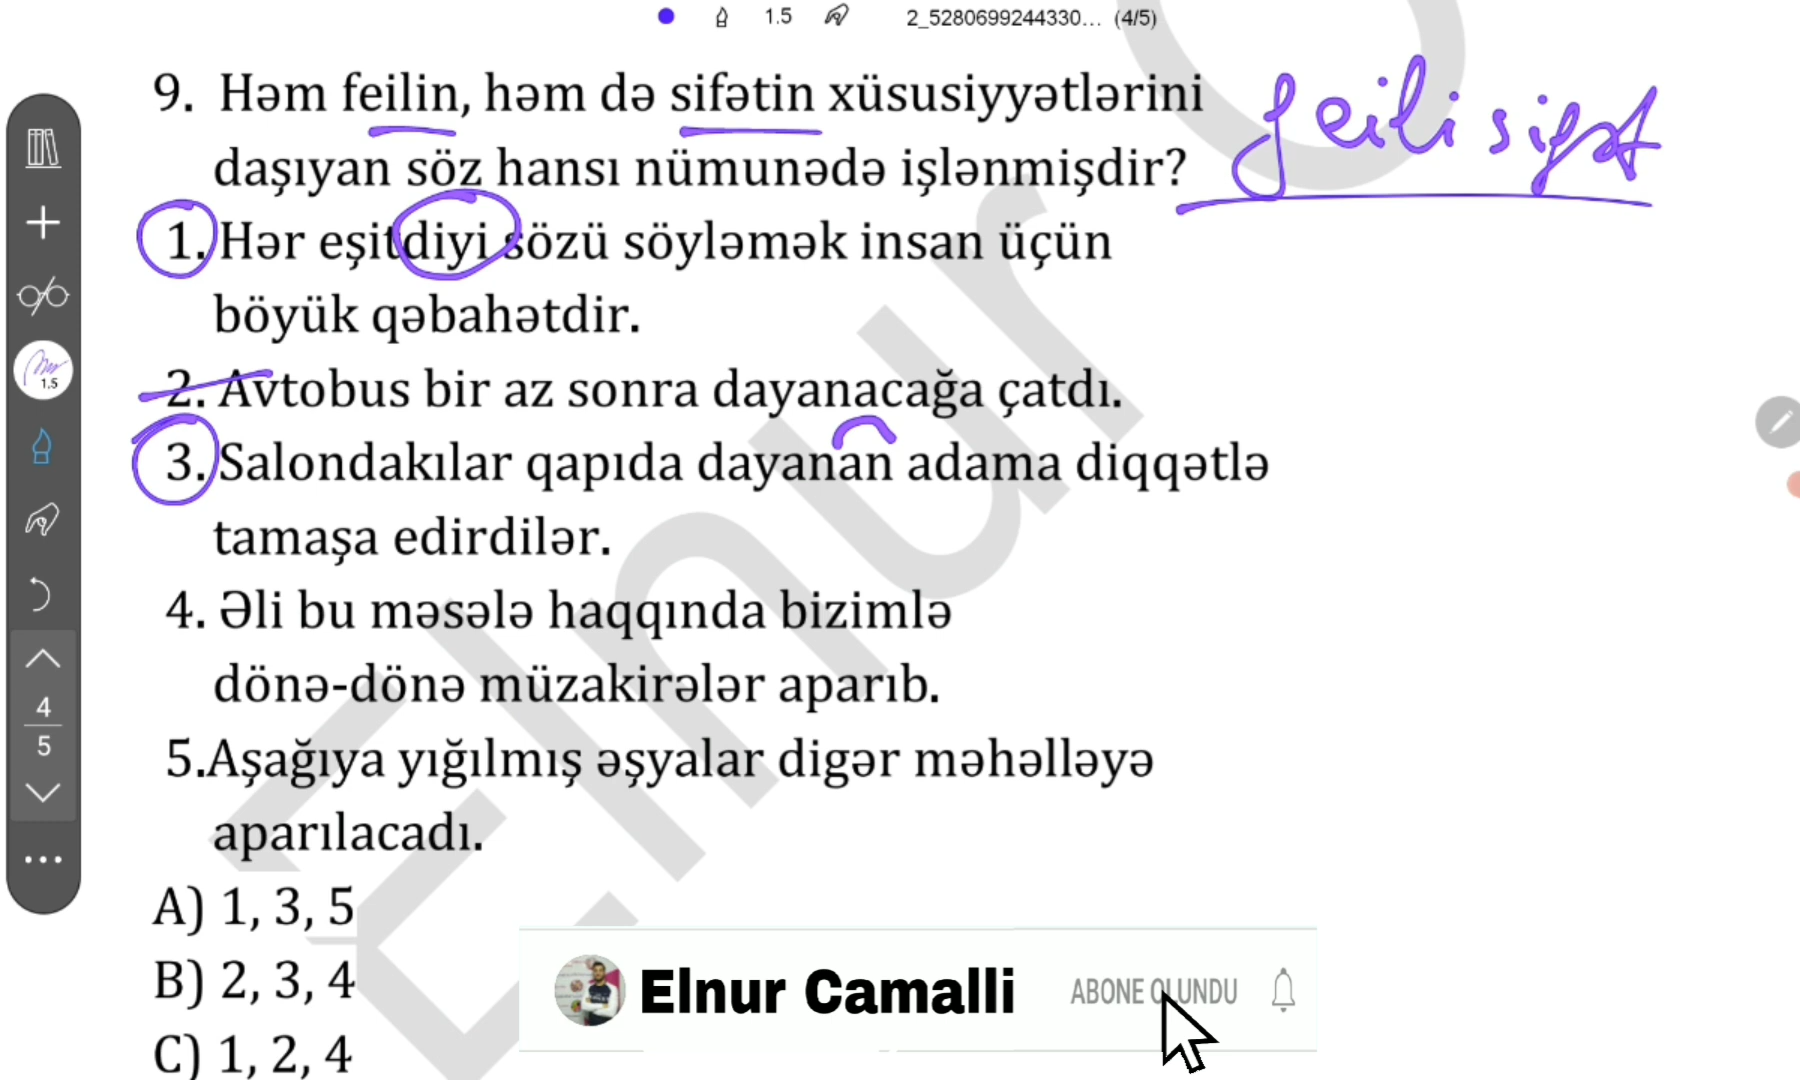 1.5 2_5280699244330... (4/5)
9. Həm feilin, həm də sifətin xüsusiyyətlərini
feili sifət
daşıyan söz hansı nümunədə işlənmişdir?
1. Hər eşitdiyi sözü söyləmək insan üçün
böyük qəbahətdir.
2. Avtobus bir az sonra dayanacağa çatdı.
3. Salondakılar qapıda dayanan adama diqqətlə
tamaşa edirdilər.
4. Əli bu məsələ haqqında bizimlə
dönə-dönə müzakirələr aparıb.
5.Aşağıya yığılmış əşyalar digər məhəlləyə
aparılacadı.
A) 1, 3, 5
B) 2, 3, 4
C) 1, 2, 4
1.5
4
5
Elnur Camalli
ABONE OLUNDU
Elnur C